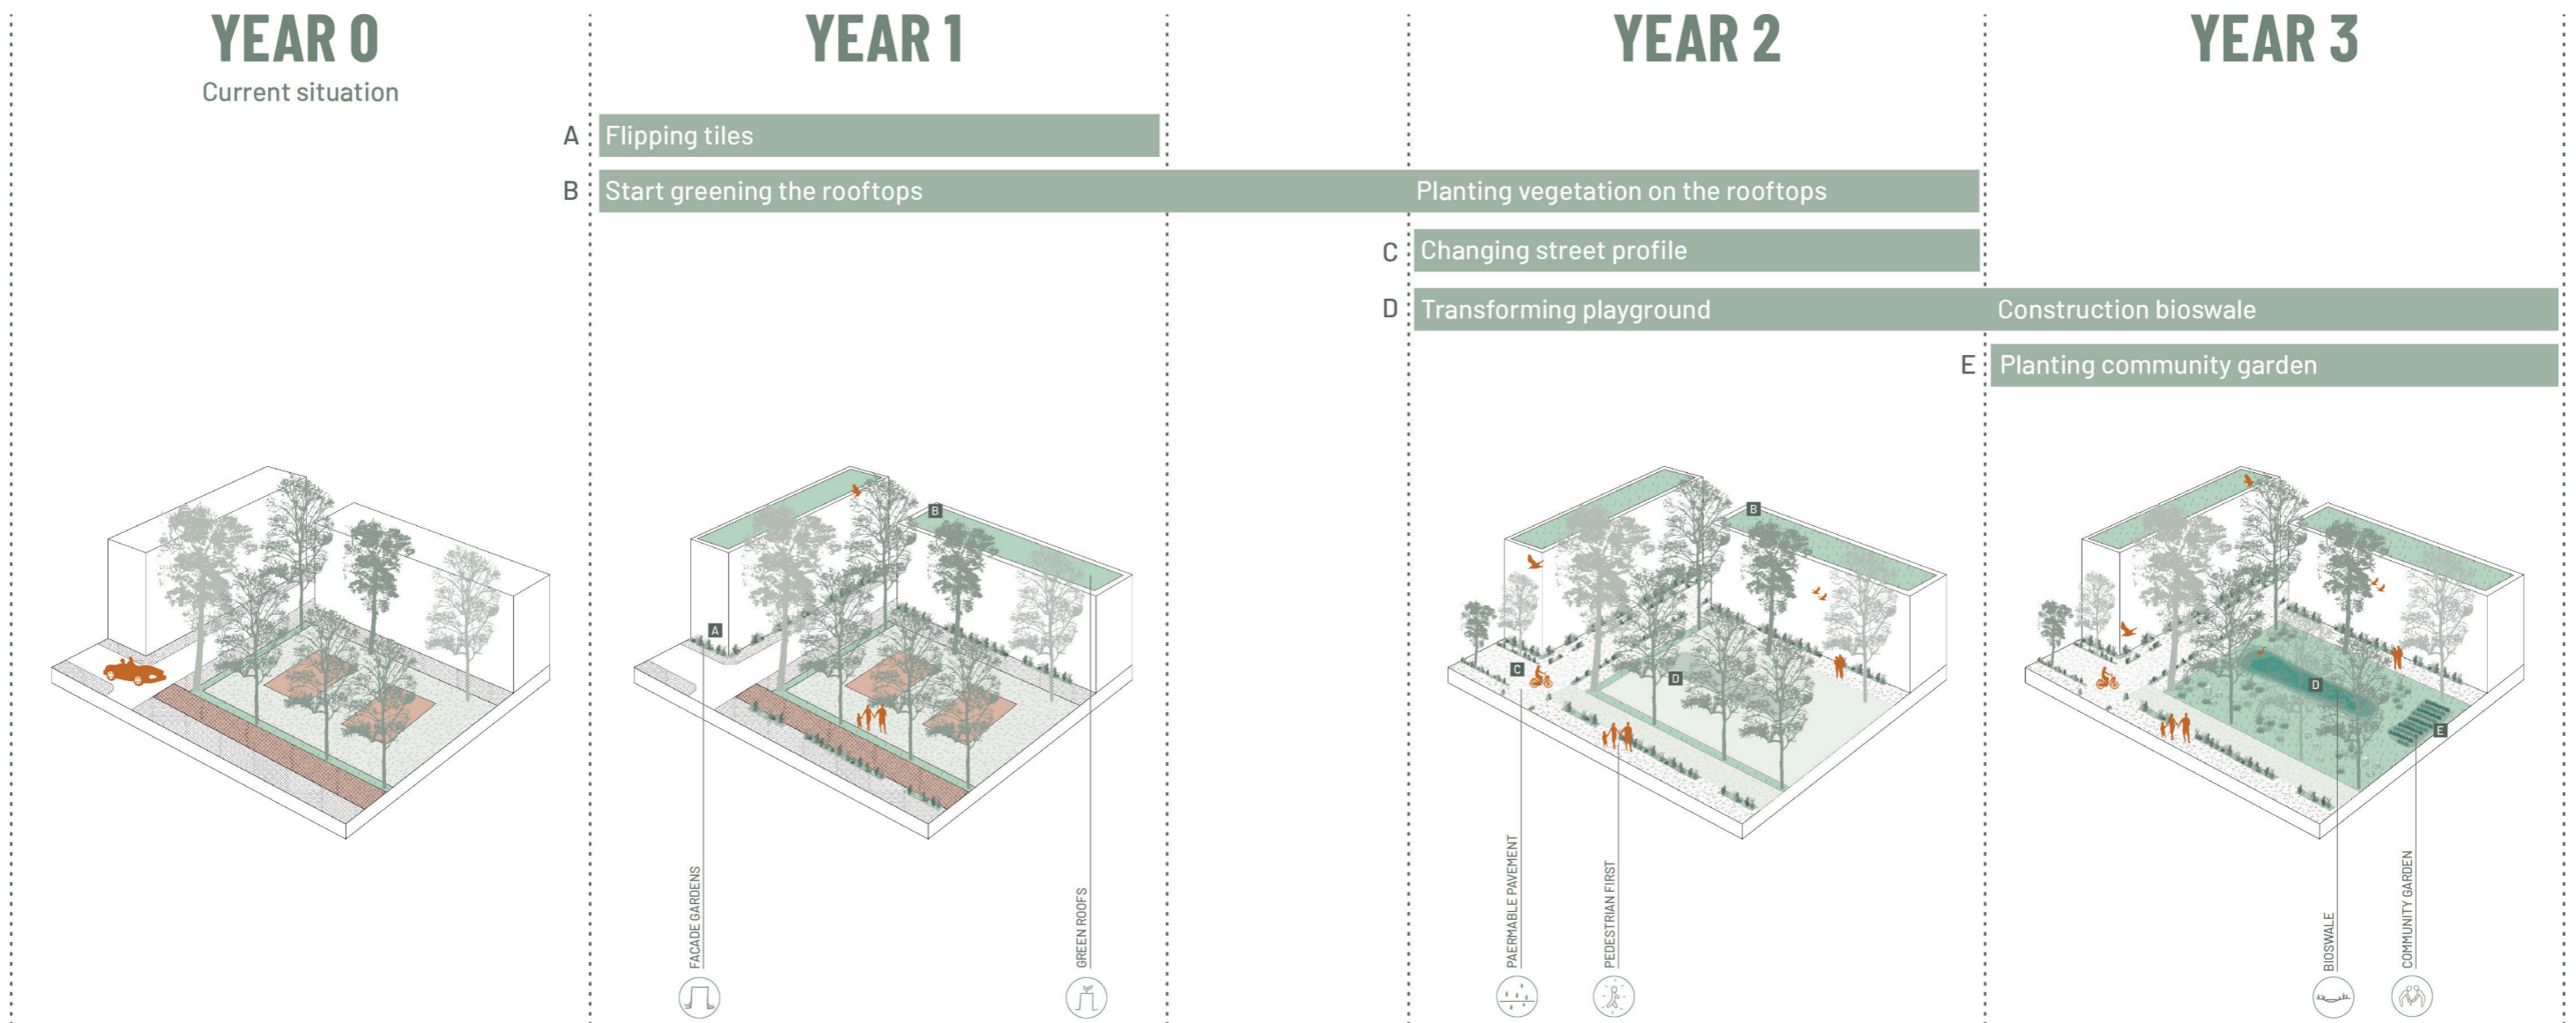 YEAR 0
Current situation
YEAR 1
YEAR 2
YEAR 3
A
Flipping tiles
B
Start greening the rooftops
Planting vegetation on the rooftops
C
Changing street profile
D
Transforming playground
Construction bioswale
E
Planting community garden
A
B
B
C
D
D
E
FACADE GARDENS
GREEN ROOFS
PAERMABLE PAVEMENT
PEDESTRIAN FIRST
BIOSWALE
COMMUNITY GARDEN